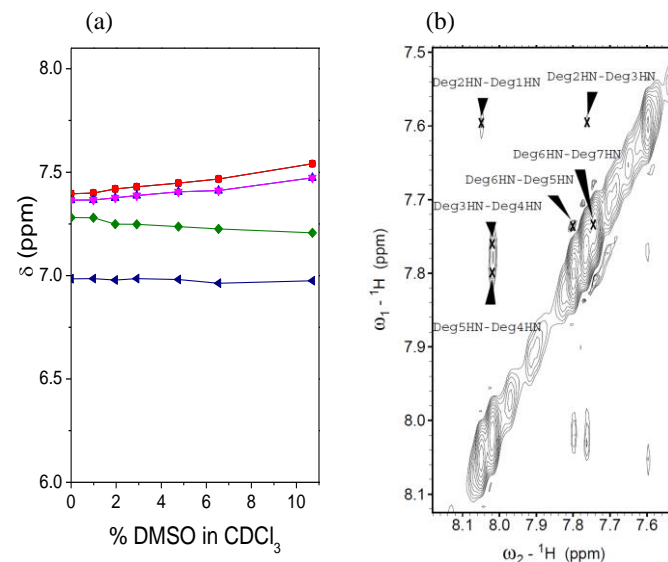 (a)
(b)
8.0
7.5
7.0
6.5
6.0
δ (ppm)
0 2 4 6 8 10
% DMSO in CDCl3
7.5
7.6
7.7
7.8
7.9
8.0
8.1
ω1 - 1H (ppm)
Deg2HN-Deg1HN
Deg2HN-Deg3HN
Deg6HN-Deg7HN
Deg6HN-Deg5HN
Deg3HN-Deg4HN
Deg5HN-Deg4HN
8.1 8.0 7.9 7.8 7.7 7.6
ω2 - 1H (ppm)